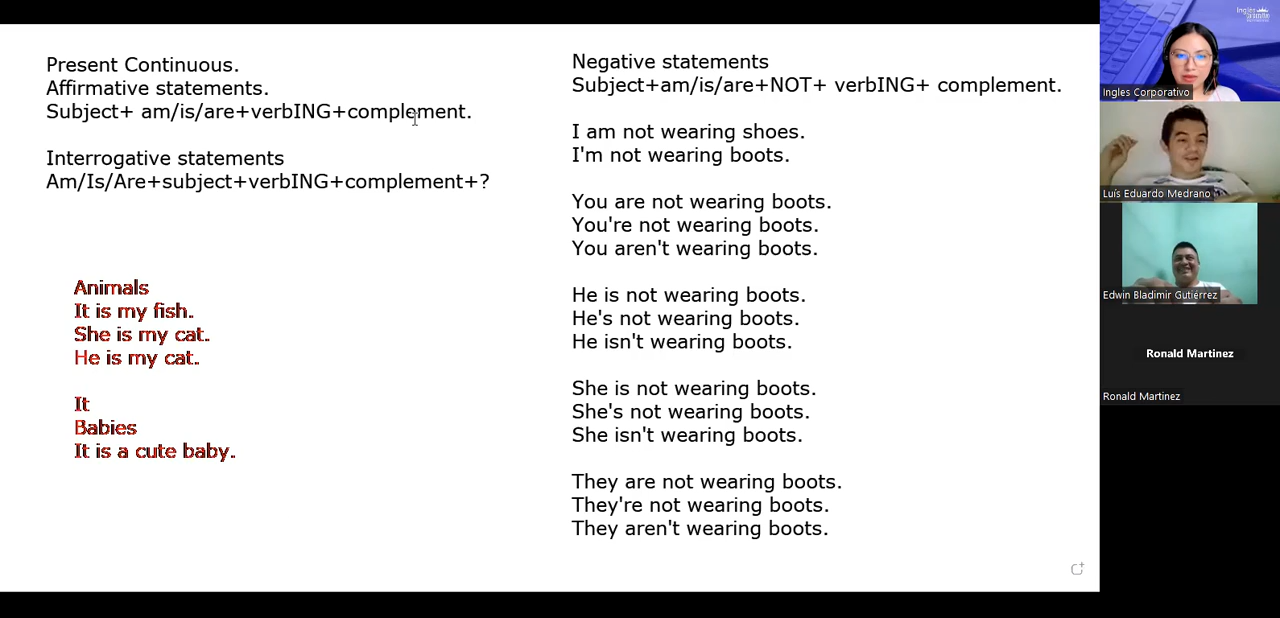 Present Continuous.
Affirmative statements.
Subject+ am/is/are+verbING+complement.
Interrogative statements
Am/Is/Are+subject+verbING+complement+?
Animals
It is my fish.
She is my cat.
He is my cat.
It
Babies
It is a cute baby.
Negative statements
Subject+am/is/are+NOT+ verbING+ complement.
I am not wearing shoes.
I'm not wearing boots.
You are not wearing boots.
You're not wearing boots.
You aren't wearing boots.
He is not wearing boots.
He's not wearing boots.
He isn't wearing boots.
She is not wearing boots.
She's not wearing boots.
She isn't wearing boots.
They are not wearing boots.
They're not wearing boots.
They aren't wearing boots.
Ingles
Ingles Corporativo
Luís Eduardo Medrano
Edwin Bladimir Gutiérrez
Ronald Martinez
Ronald Martinez